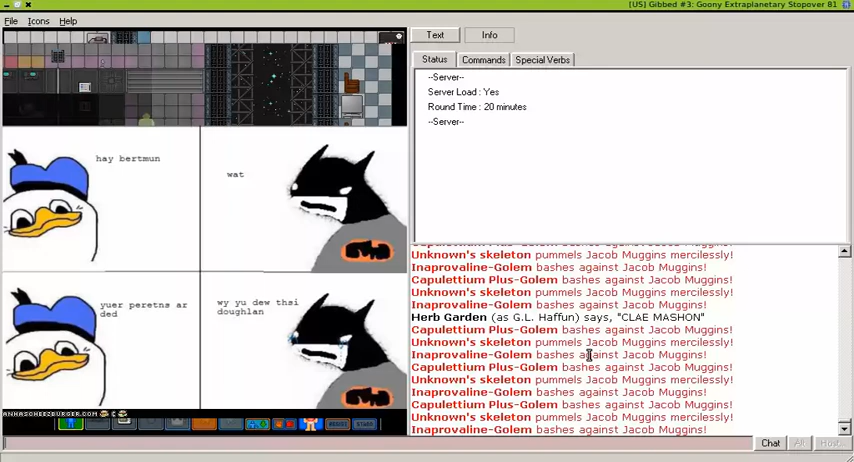 [US] Gibbed #3: Goony Extraplanetary Stopover 81
File Icons Help
Text Info
Status Commands Special Verbs
--Server--
Server Load : Yes
Round Time : 20 minutes
--Server--
hay bertmun
wat
yuer peretns ar
ded
wy yu dew thsi
doughlan
Unknown's skeleton pummels Jacob Muggins mercilessly!
Inaprovaline-Golem bashes against Jacob Muggins!
Capulettium Plus-Golem bashes against Jacob Muggins!
Unknown's skeleton pummels Jacob Muggins mercilessly!
Inaprovaline-Golem bashes against Jacob Muggins!
Herb Garden (as G.L. Haffun) says, "CLAE MASHON"
Capulettium Plus-Golem bashes against Jacob Muggins!
Unknown's skeleton pummels Jacob Muggins mercilessly!
Inaprovaline-Golem bashes against Jacob Muggins!
Capulettium Plus-Golem bashes against Jacob Muggins!
Unknown's skeleton pummels Jacob Muggins mercilessly!
Inaprovaline-Golem bashes against Jacob Muggins!
Capulettium Plus-Golem bashes against Jacob Muggins!
Unknown's skeleton pummels Jacob Muggins mercilessly!
Inaprovaline-Golem bashes against Jacob Muggins!
Chat Alt Host